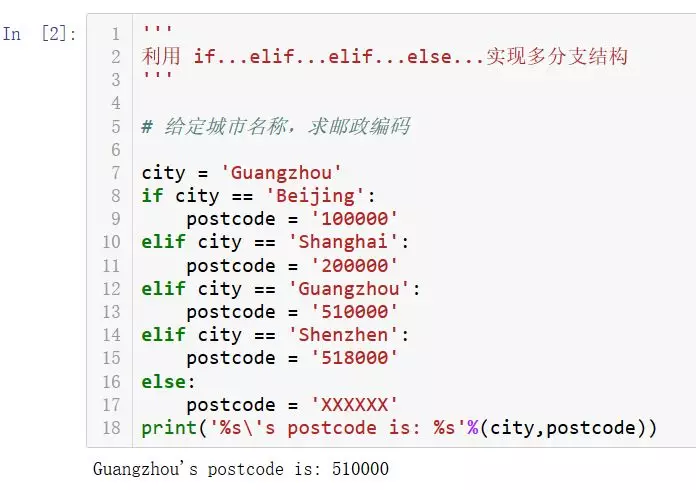 In [2]:
1 '''
2 利用 if...elif...elif...else...实现多分支结构
3 '''
4
5 # 给定城市名称，求邮政编码
6
7 city = 'Guangzhou'
8 if city == 'Beijing':
9     postcode = '100000'
10 elif city == 'Shanghai':
11     postcode = '200000'
12 elif city == 'Guangzhou':
13     postcode = '510000'
14 elif city == 'Shenzhen':
15     postcode = '518000'
16 else:
17     postcode = 'XXXXXX'
18 print('%s\'s postcode is: %s'%(city,postcode))
Guangzhou's postcode is: 510000